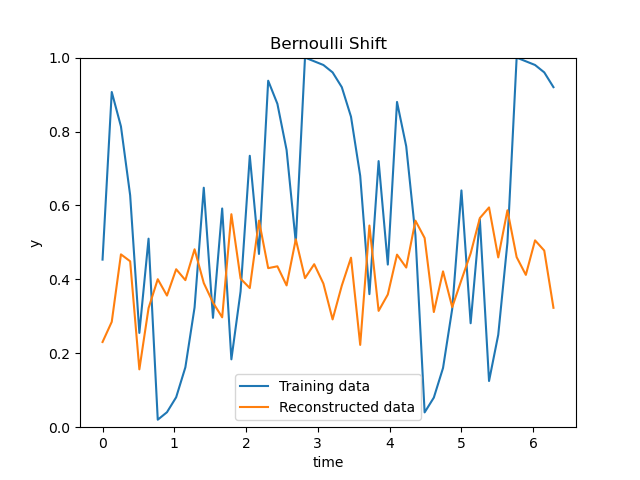 Bernoulli Shift
y
1.0
0.8
0.6
0.4
0.2
0.0
Training data
Reconstructed data
0 1 2 3 4 5 6
time